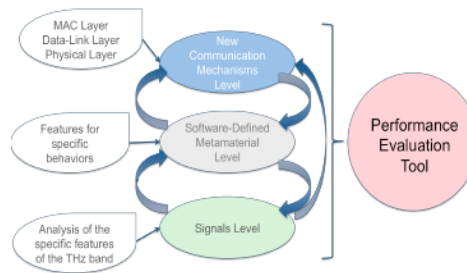 MAC Layer
Data-Link Layer
Physical Layer
New
Communication
Mechanisms
Level
Features for
specific
behaviors
Software-Defined
Metamaterial
Level
Performance
Evaluation
Tool
Analysis of the
specific features
of the THz band
Signals Level